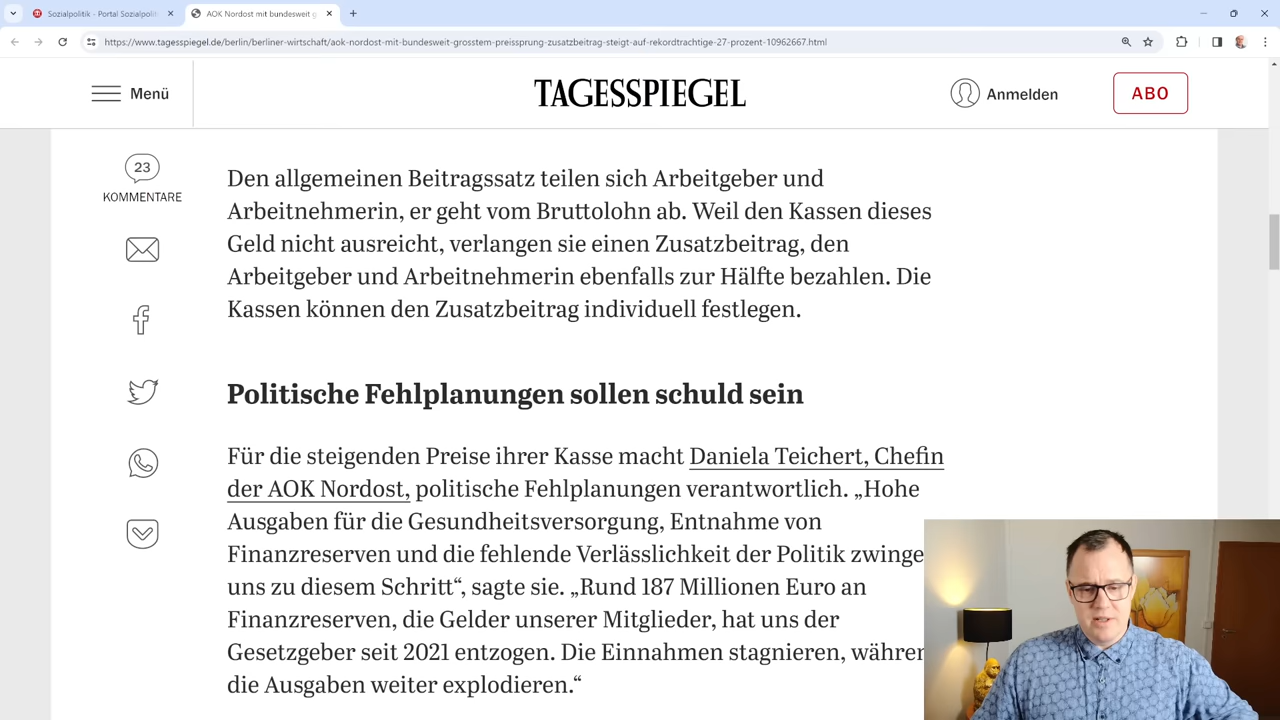 Sozialpolitik - Portal Sozialpoli
AOK Nordost mit bundesweit g
https://www.tagesspiegel.de/berlin/berliner-wirtschaft/aok-nordost-mit-bundesweit-grosstem-preissprung-zusatzbeitrag-steigt-auf-rekordtrachtige-27-prozent-10962667.html
Menü
TAGESSPIEGEL
Anmelden
ABO
23
KOMMENTARE
Den allgemeinen Beitragssatz teilen sich Arbeitgeber und
Arbeitnehmerin, er geht vom Bruttolohn ab. Weil den Kassen dieses
Geld nicht ausreicht, verlangen sie einen Zusatzbeitrag, den
Arbeitgeber und Arbeitnehmerin ebenfalls zur Hälfte bezahlen. Die
Kassen können den Zusatzbeitrag individuell festlegen.
Politische Fehlplanungen sollen schuld sein
Für die steigenden Preise ihrer Kasse macht Daniela Teichert, Chefin
der AOK Nordost, politische Fehlplanungen verantwortlich. „Hohe
Ausgaben für die Gesundheitsversorgung, Entnahme von
Finanzreserven und die fehlende Verlässlichkeit der Politik zwinge
uns zu diesem Schritt“, sagte sie. „Rund 187 Millionen Euro an
Finanzreserven, die Gelder unserer Mitglieder, hat uns der
Gesetzgeber seit 2021 entzogen. Die Einnahmen stagnieren, währen
die Ausgaben weiter explodieren.“